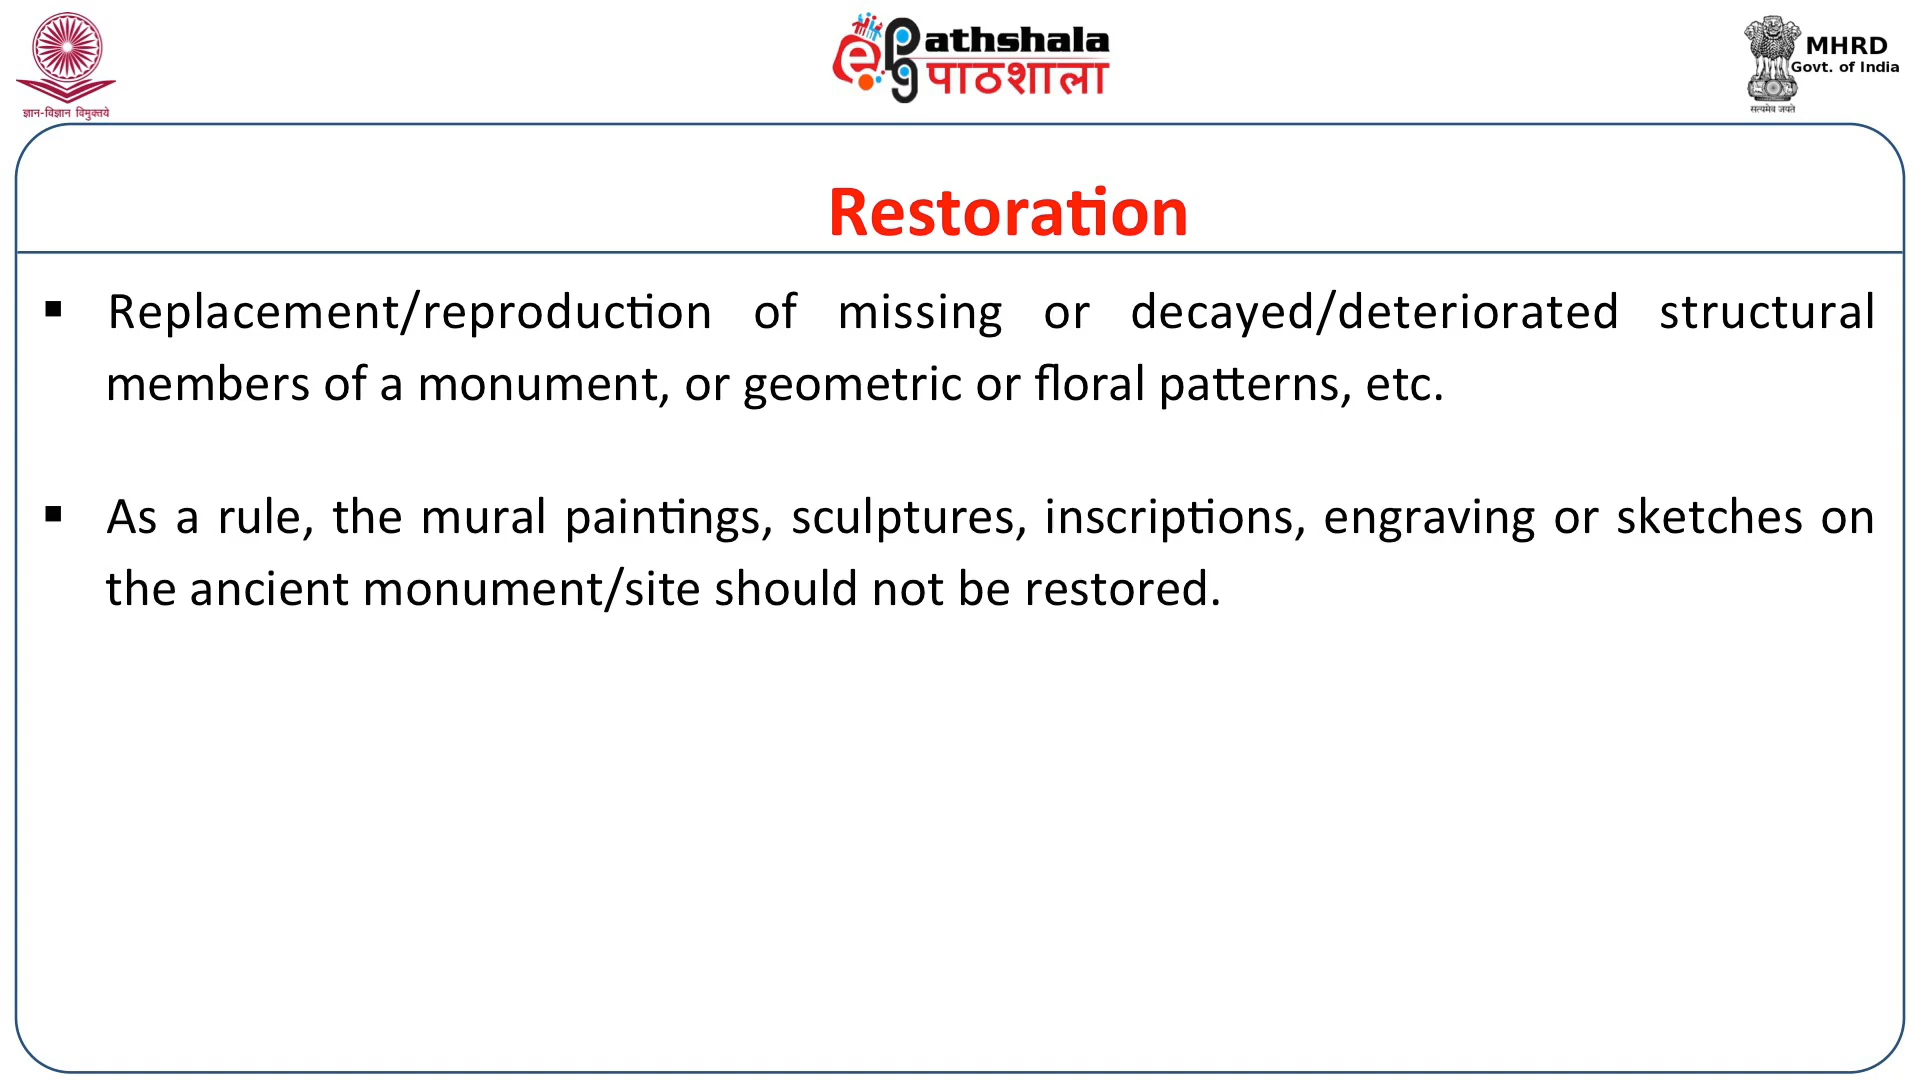 ज्ञान-विज्ञान विमुक्तये
ePG Pathshala
पाठशाला
MHRD
Govt. of India
सत्यमेव जयते
Restoration
▪ Replacement/reproduction of missing or decayed/deteriorated structural
members of a monument, or geometric or floral patterns, etc.
▪ As a rule, the mural paintings, sculptures, inscriptions, engraving or sketches on
the ancient monument/site should not be restored.